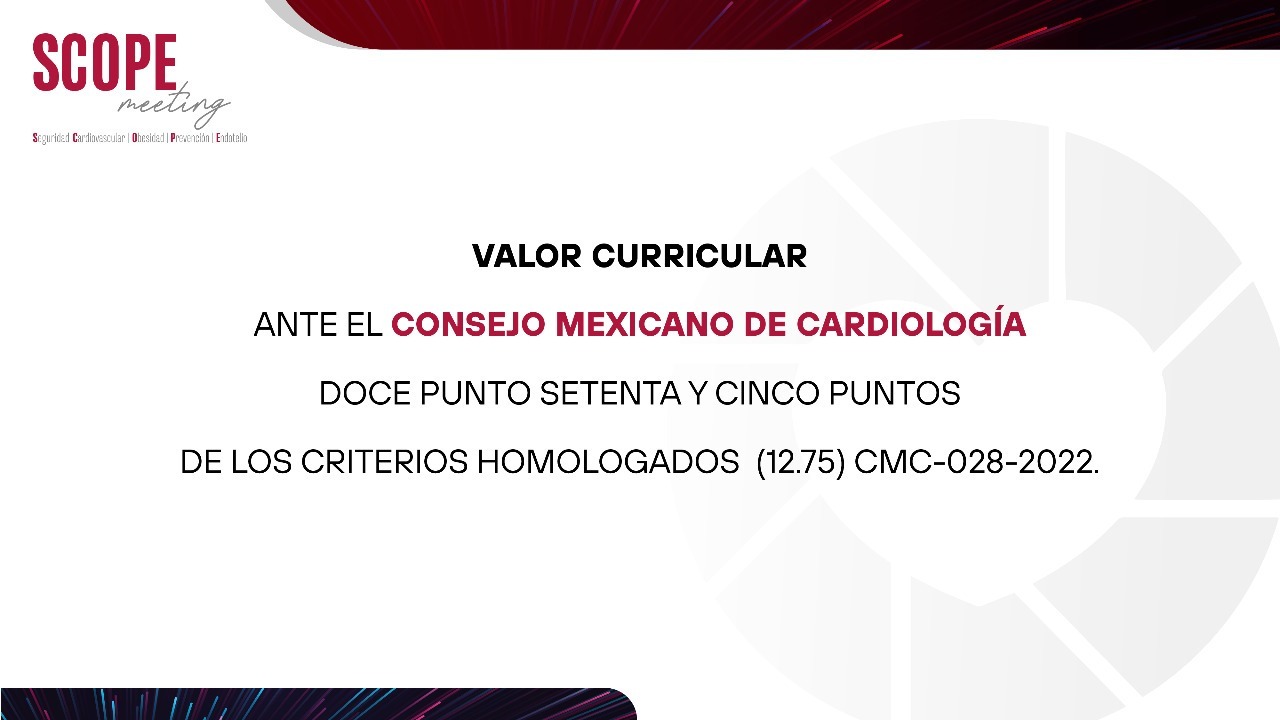 SCOPE
meeting
Seguridad Cardiovascular | Obesidad | Prevención | Endotelio
VALOR CURRICULAR
ANTE EL CONSEJO MEXICANO DE CARDIOLOGÍA
DOCE PUNTO SETENTA Y CINCO PUNTOS
DE LOS CRITERIOS HOMOLOGADOS (12.75) CMC-028-2022.